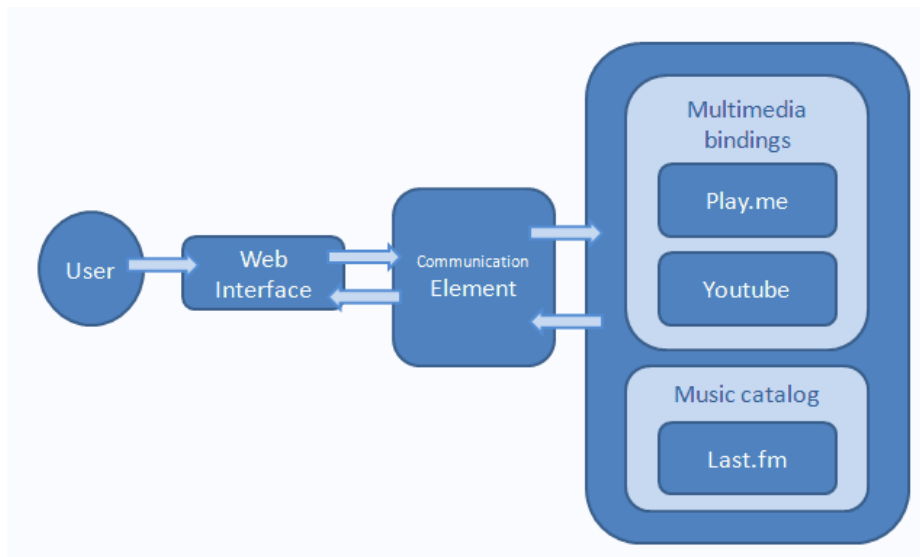 User
Web
Interface
Communication
Element
Multimedia
bindings
Play.me
Youtube
Music catalog
Last.fm